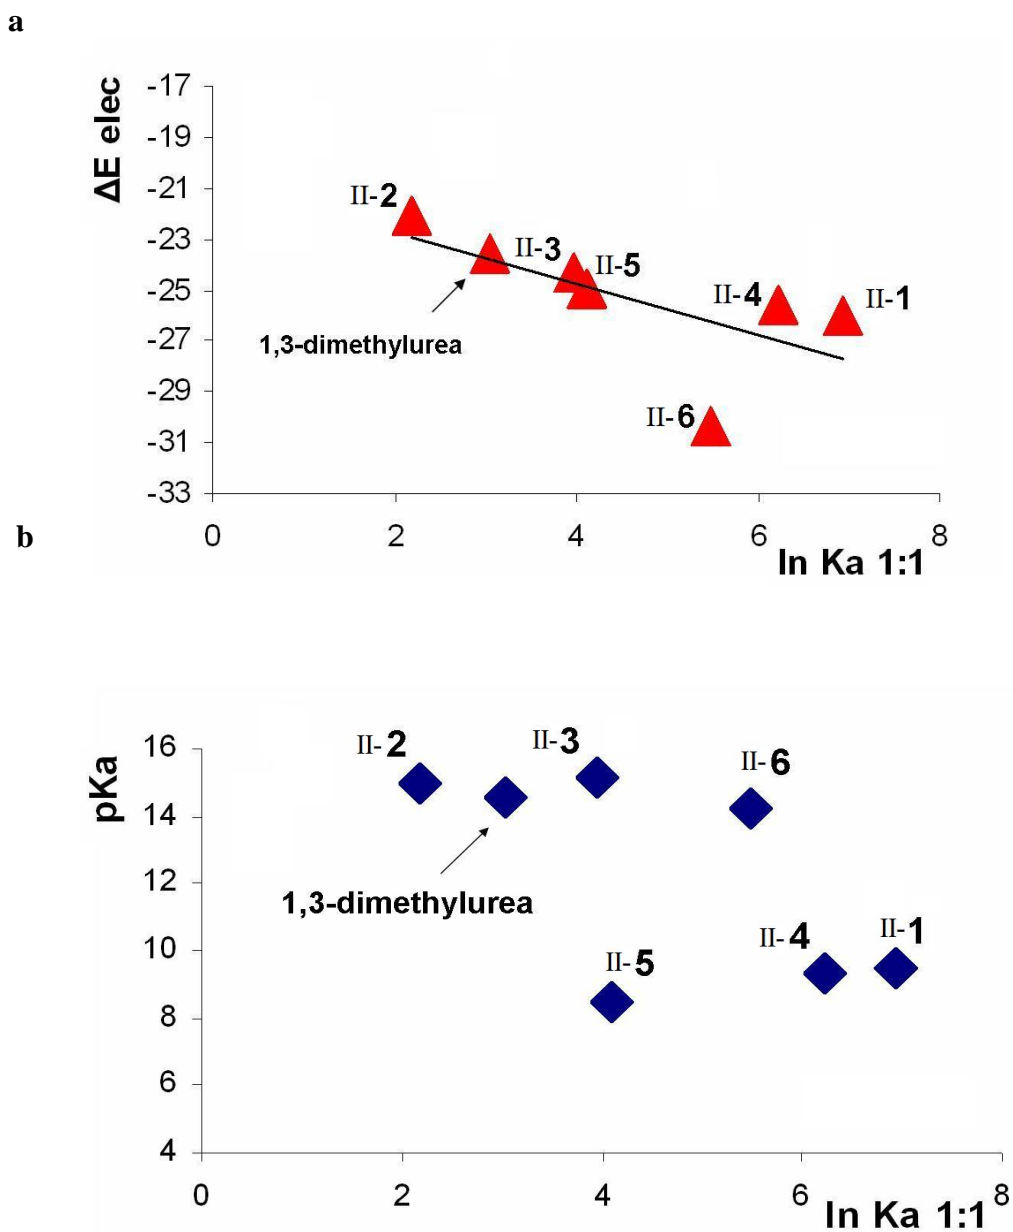 a
ΔE elec
-17
-19
-21
-23
-25
-27
-29
-31
-33
II-2
II-3
II-5
II-4
II-1
1,3-dimethylurea
II-6
0
2
4
6
8
ln Ka 1:1
b
pKa
16
14
12
10
8
6
4
II-2
II-3
II-6
1,3-dimethylurea
II-5
II-4
II-1
0
2
4
6
8
ln Ka 1:1